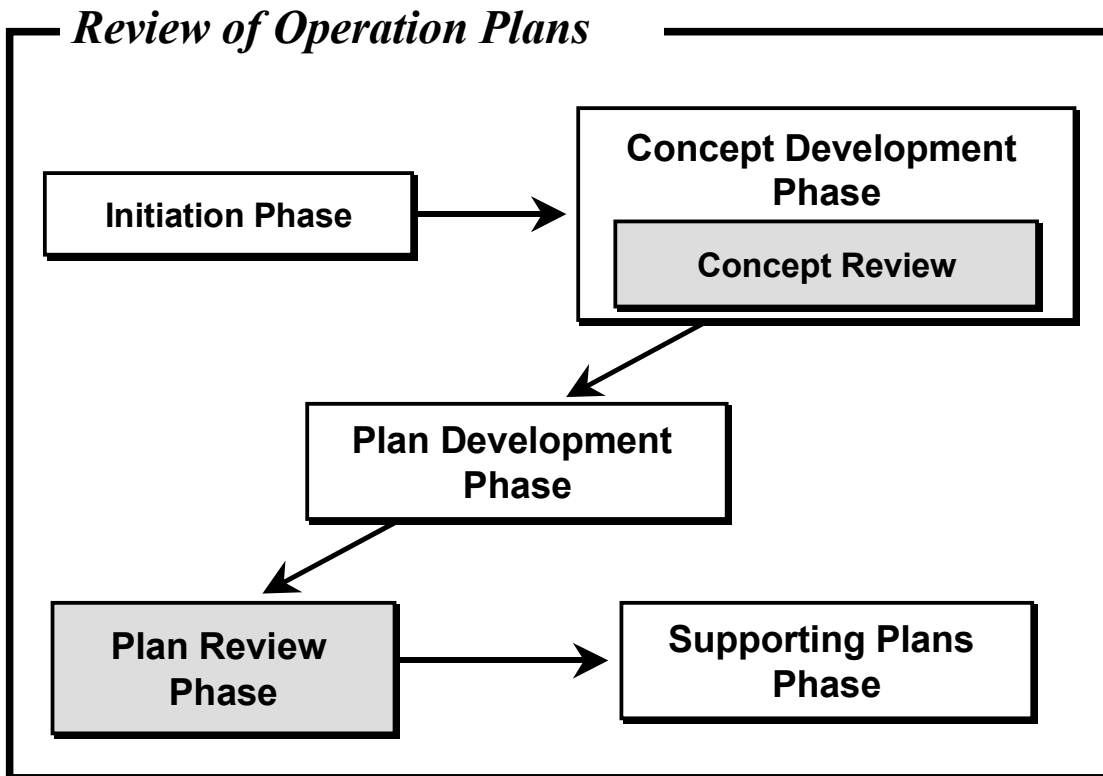 Review of Operation Plans
Initiation Phase
Concept Development
Phase
Concept Review
Plan Development
Phase
Plan Review
Phase
Supporting Plans
Phase